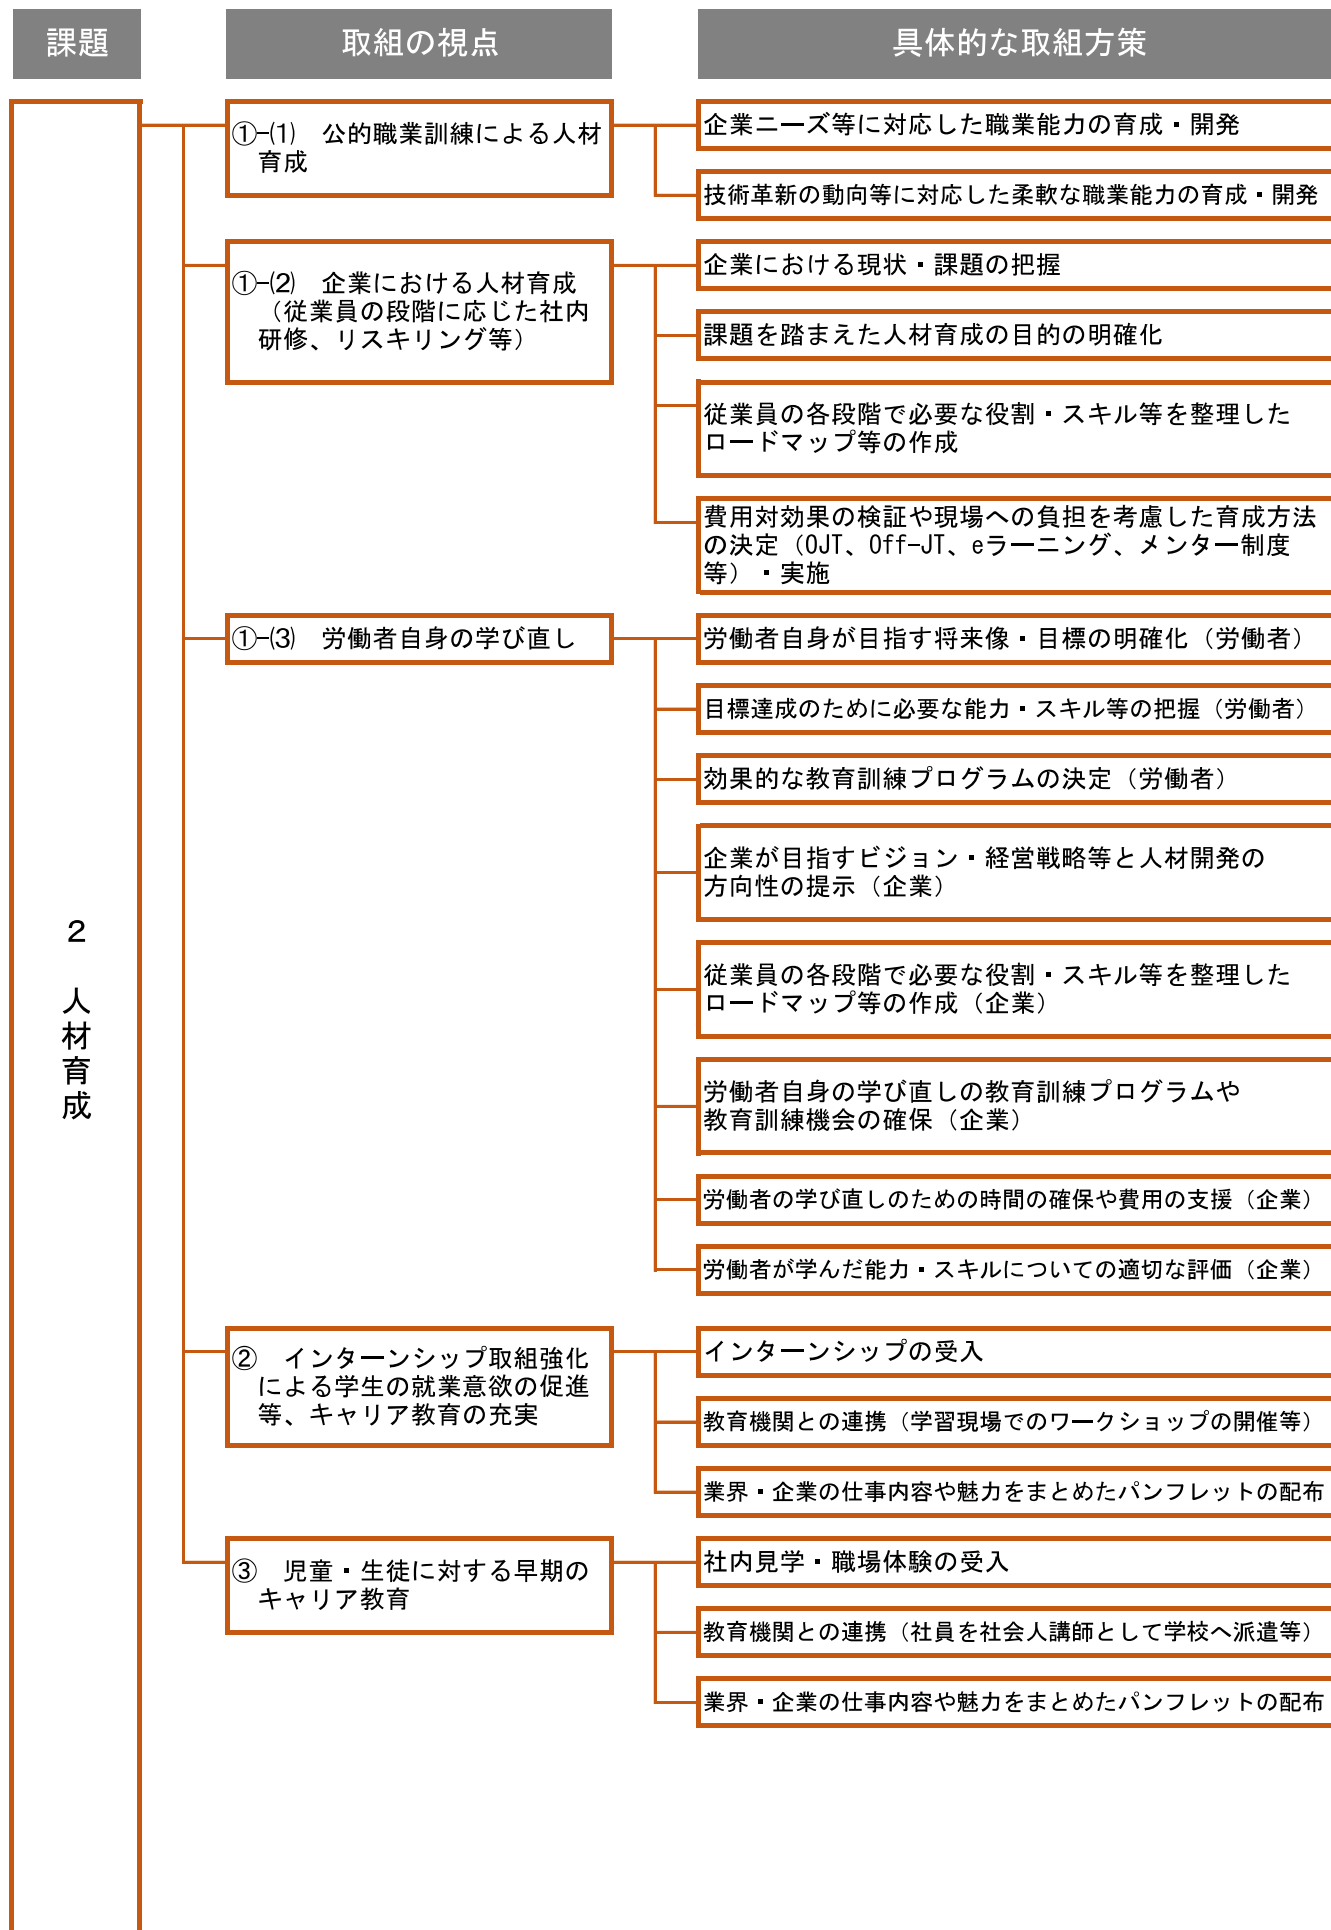 課題
取組の視点
具体的な取組方策
2
人材育成
①-(1)　公的職業訓練による人材
育成
企業ニーズ等に対応した職業能力の育成・開発
技術革新の動向等に対応した柔軟な職業能力の育成・開発
①-(2)　企業における人材育成
（従業員の段階に応じた社内
研修、リスキリング等）
企業における現状・課題の把握
課題を踏まえた人材育成の目的の明確化
従業員の各段階で必要な役割・スキル等を整理した
ロードマップ等の作成
費用対効果の検証や現場への負担を考慮した育成方法
の決定（OJT、Off-JT、eラーニング、メンター制度
等）・実施
①-(3)　労働者自身の学び直し
労働者自身が目指す将来像・目標の明確化（労働者）
目標達成のために必要な能力・スキル等の把握（労働者）
効果的な教育訓練プログラムの決定（労働者）
企業が目指すビジョン・経営戦略等と人材開発の
方向性の提示（企業）
従業員の各段階で必要な役割・スキル等を整理した
ロードマップ等の作成（企業）
労働者自身の学び直しの教育訓練プログラムや
教育訓練機会の確保（企業）
労働者の学び直しのための時間の確保や費用の支援（企業）
労働者が学んだ能力・スキルについての適切な評価（企業）
②　インターンシップ取組強化
による学生の就業意欲の促進
等、キャリア教育の充実
インターンシップの受入
教育機関との連携（学習現場でのワークショップの開催等）
業界・企業の仕事内容や魅力をまとめたパンフレットの配布
③　児童・生徒に対する早期の
キャリア教育
社内見学・職場体験の受入
教育機関との連携（社員を社会人講師として学校へ派遣等）
業界・企業の仕事内容や魅力をまとめたパンフレットの配布